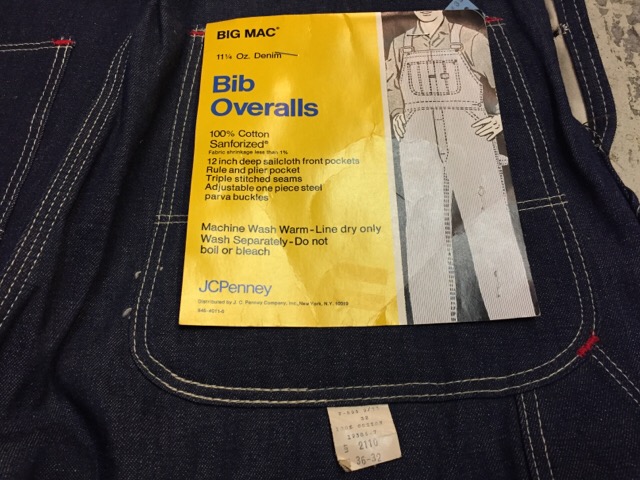 BIG MAC®
11¼ Oz. Denim
Bib
Overalls
100% Cotton
Sanforized®
Fabric shrinkage less than 1%
12 inch deep sailcloth front pockets
Rule and plier pocket
Triple stitched seams
Adjustable one piece steel
parva buckles
Machine Wash Warm-Line dry only
Wash Separately-Do not
boil or bleach
JCPenney
Distributed by J. C. Penney Company, Inc., New York, N.Y. 10019
2110
36-32